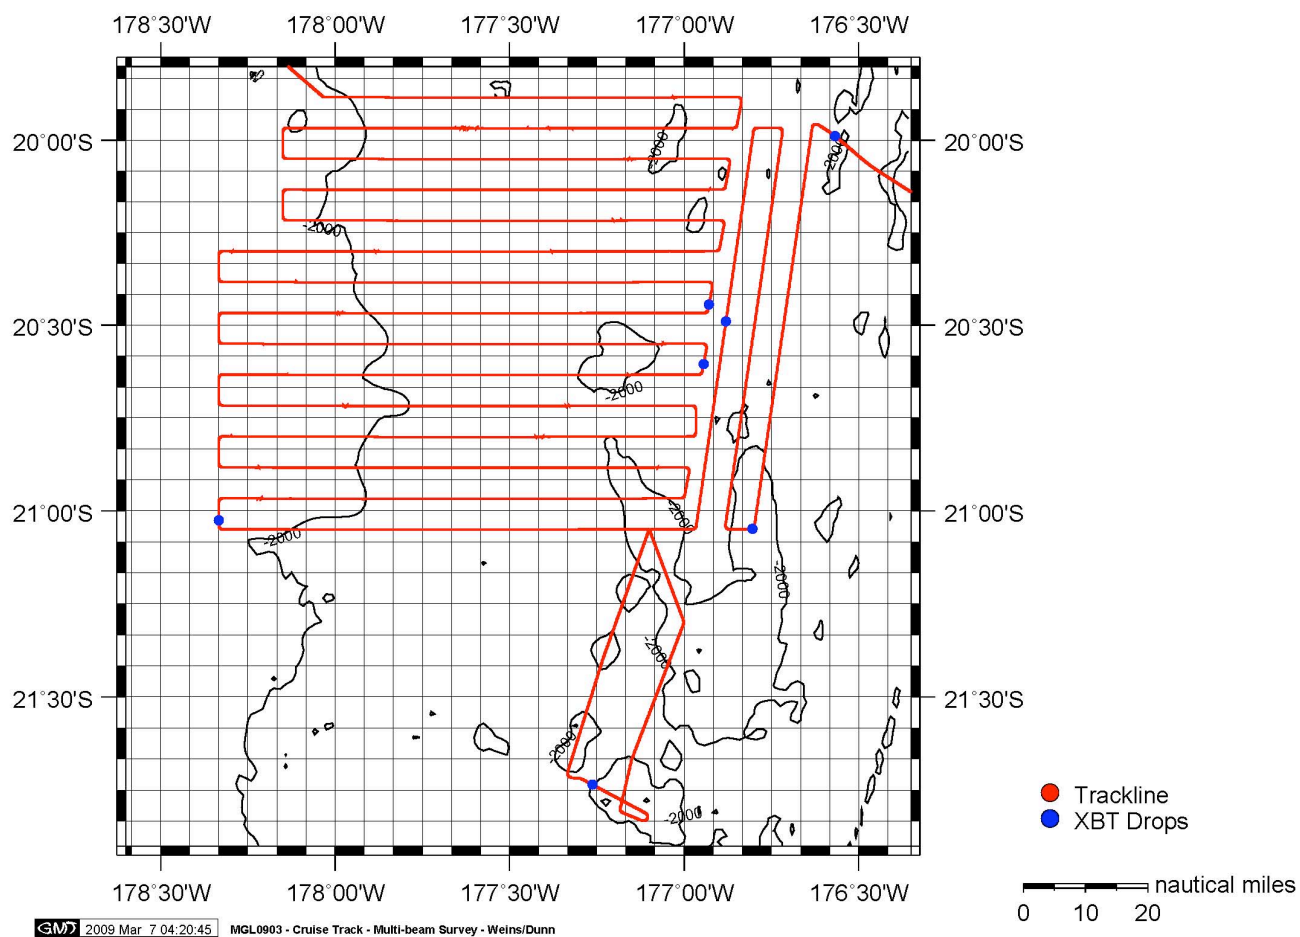 178°30'W 178°00'W 177°30'W 177°00'W 176°30'W
20°00'S 20°00'S
-2000
-2000
-2000
20°30'S 20°30'S
-2000
21°00'S 21°00'S
-2000
-2000
-2000
-2000
21°30'S 21°30'S
-2000
-2000
Trackline
XBT Drops
178°30'W 178°00'W 177°30'W 177°00'W 176°30'W
nautical miles
0 10 20
GMT 2009 Mar 7 04:20:45 MGL0903 - Cruise Track - Multi-beam Survey - Weins/Dunn